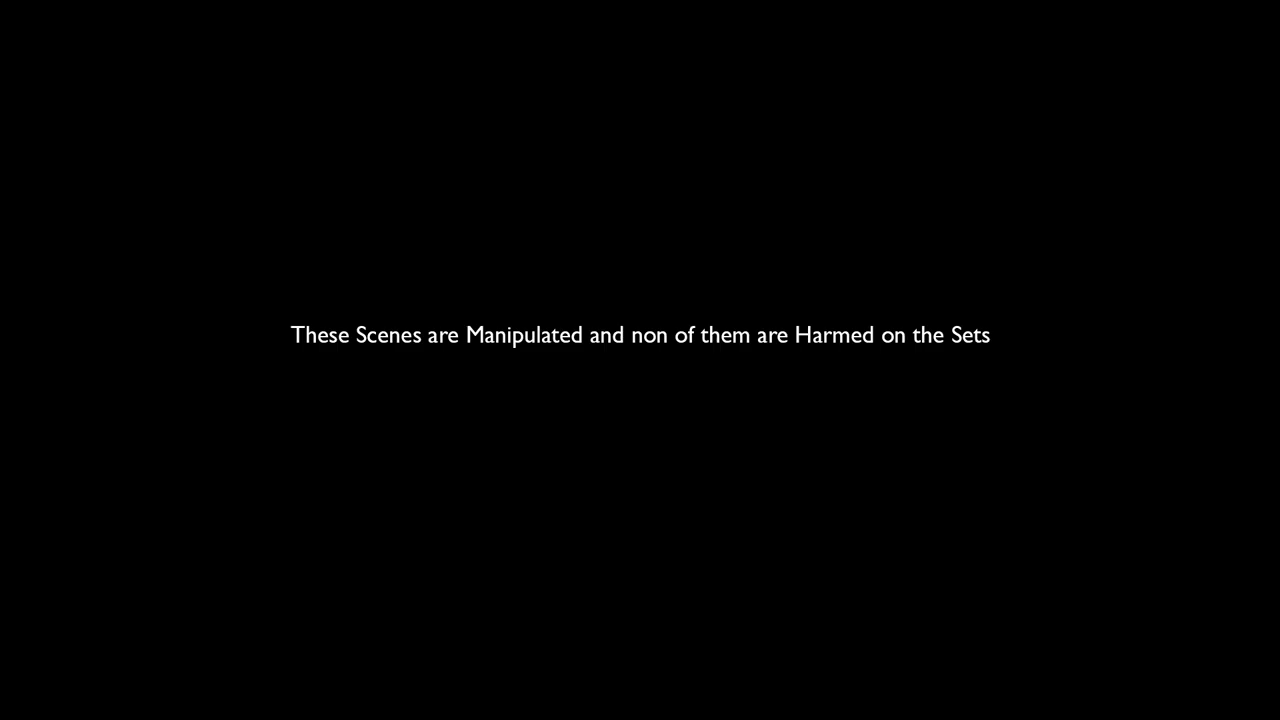 These Scenes are Manipulated and non of them are Harmed on the Sets